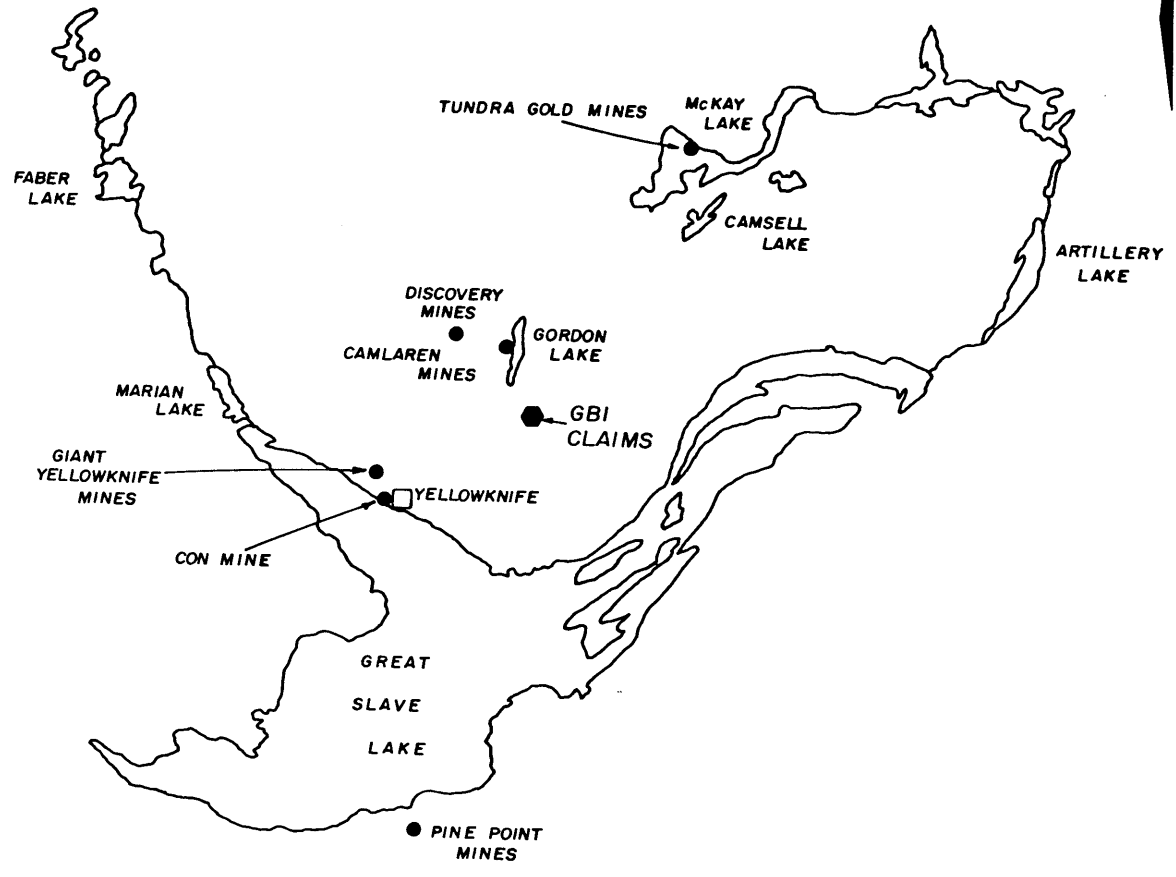 TUNDRA GOLD MINES
McKAY
LAKE
FABER
LAKE
CAMSELL
LAKE
ARTILLERY
LAKE
DISCOVERY
MINES
GORDON
LAKE
CAMLAREN
MINES
MARIAN
LAKE
GBI
CLAIMS
GIANT
YELLOWKNIFE
MINES
YELLOWKNIFE
CON MINE
GREAT
SLAVE
LAKE
PINE POINT
MINES